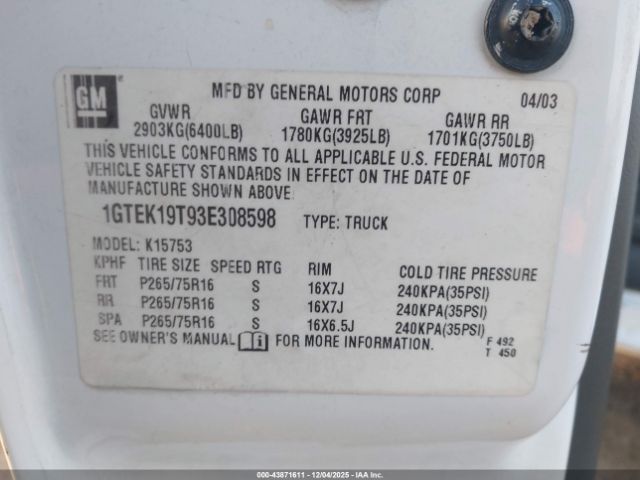 GM
MFD BY GENERAL MOTORS CORP 04/03
GVWR GAWR FRT GAWR RR
2903KG(6400LB) 1780KG(3925LB) 1701KG(3750LB)
THIS VEHICLE CONFORMS TO ALL APPLICABLE U.S. FEDERAL MOTOR
VEHICLE SAFETY STANDARDS IN EFFECT ON THE DATE OF
MANUFACTURE SHOWN ABOVE.
1GTEK19T93E308598 TYPE: TRUCK
MODEL: K15753
KPHF TIRE SIZE SPEED RTG RIM COLD TIRE PRESSURE
FRT P265/75R16 S 16X7J 240KPA(35PSI)
RR P265/75R16 S 16X7J 240KPA(35PSI)
SPA P265/75R16 S 16X6.5J 240KPA(35PSI)
SEE OWNER'S MANUAL FOR MORE INFORMATION. F 492
T 450
000-43871611 - 12/04/2025 - IAAI